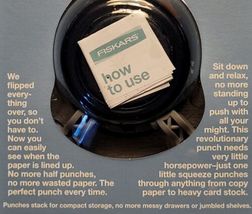 FISKARS
how
to use
We
flipped
every-
thing
over, so
you don't
have to.
Now you
can easily
see when the
paper is lined up.
No more half punches,
no more wasted paper. The
perfect punch every time.
Sit down
and relax,
no more
standing
up to
push with
all your
might. This
revolutionary
punch needs
very little
horsepower–just one
little squeeze punches
through anything from copy
paper to heavy card stock.
Punches stack for compact storage, no more messy drawers or jumbled shelves.